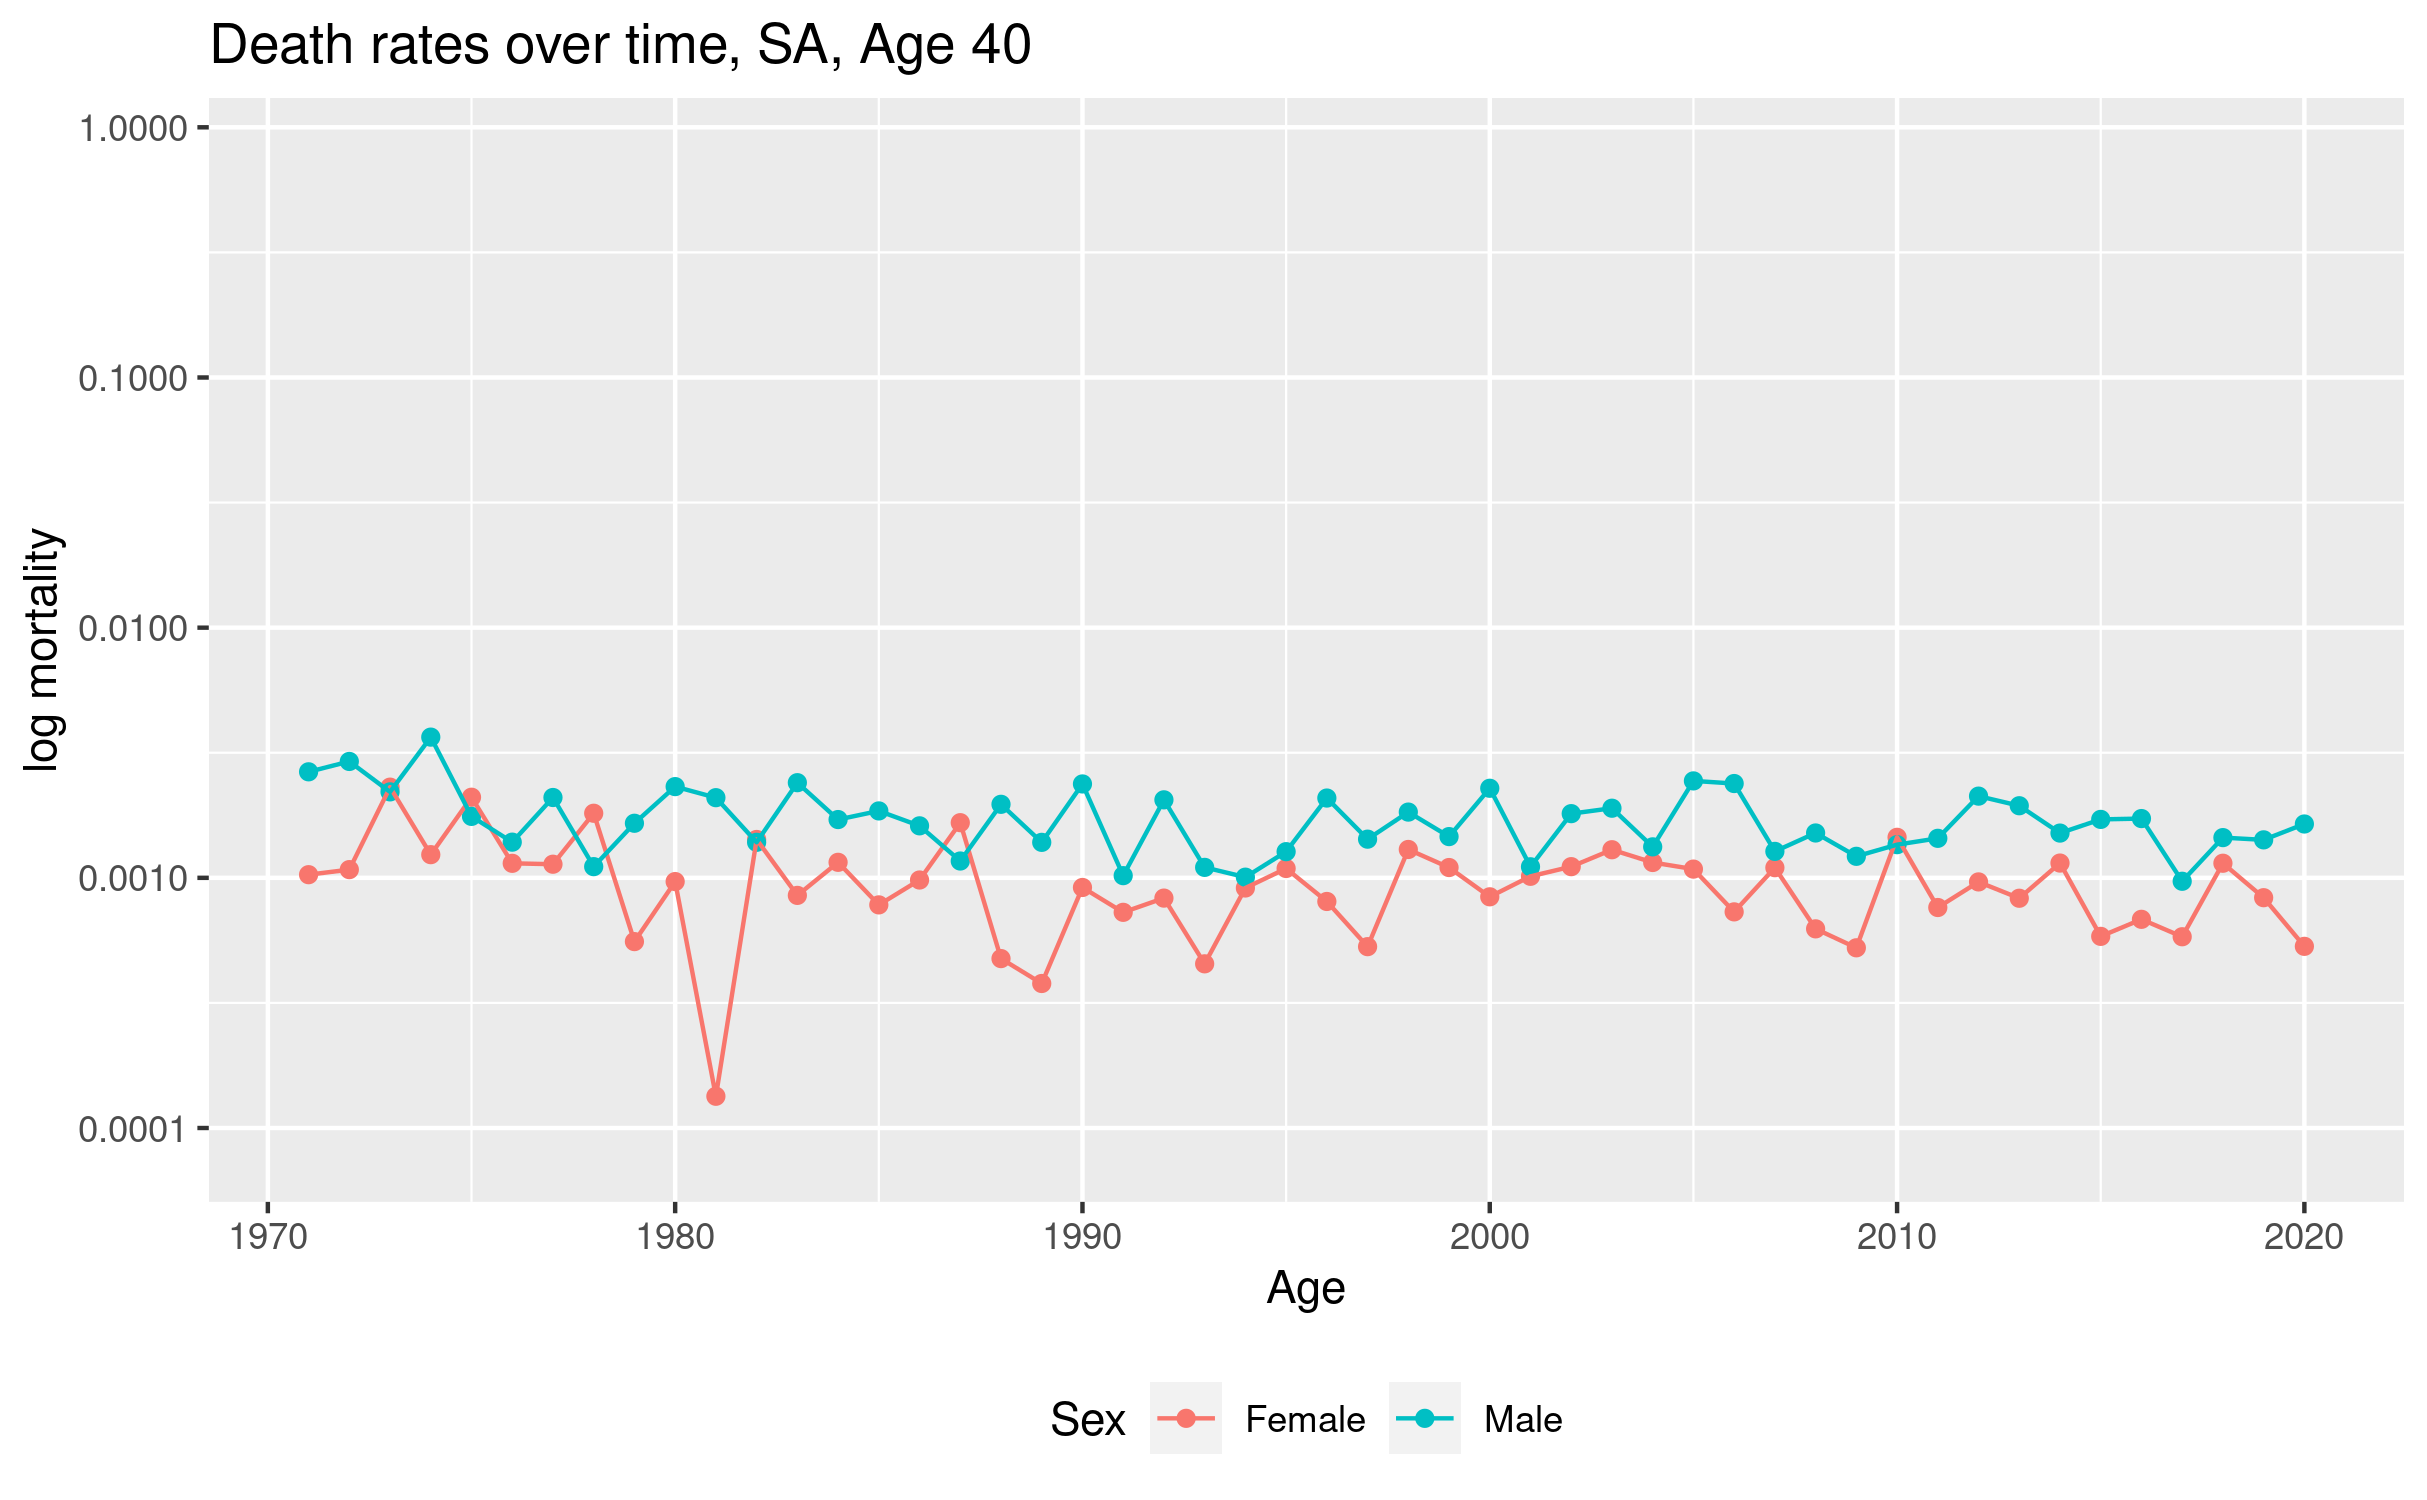 Death rates over time, SA, Age 40
log mortality
1.0000
0.1000
0.0100
0.0010
0.0001
1970 1980 1990 2000 2010 2020
Age
Sex Female Male